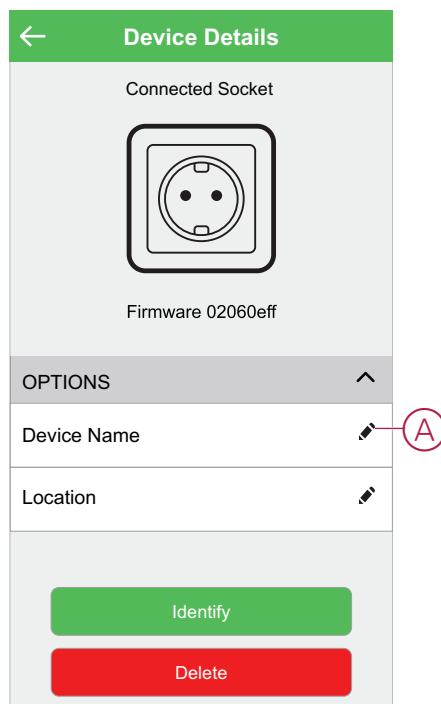 Device Details
Connected Socket
Firmware 02060eff
OPTIONS
Device Name
A
Location
Identify
Delete